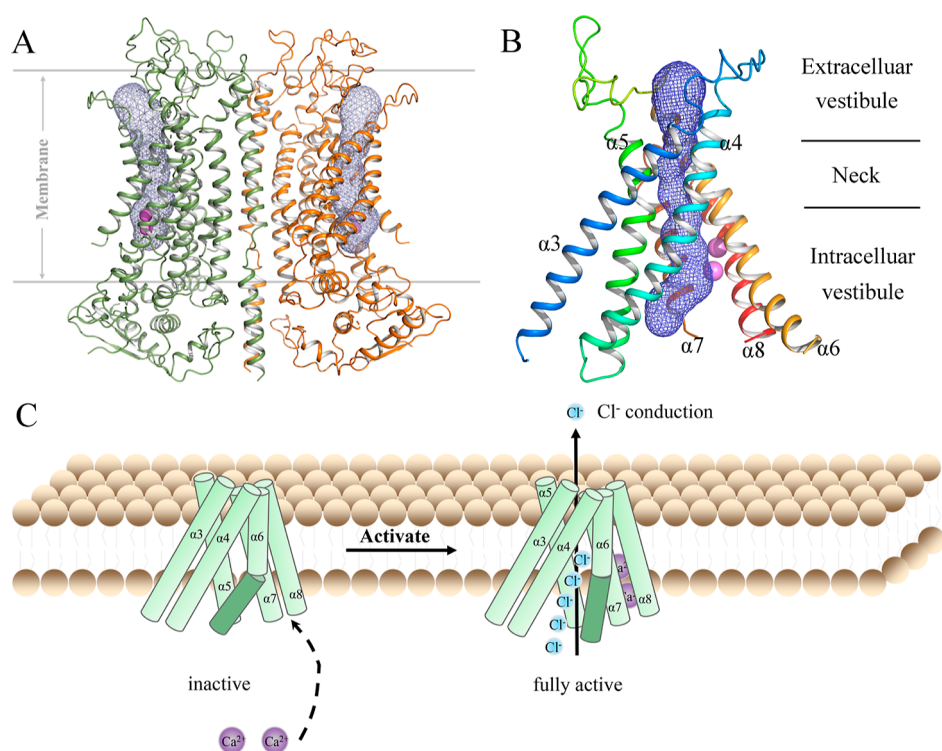 A
Membrane
B
Extracelluar
vestibule
Neck
Intracelluar
vestibule
α5
α4
α3
α7
α8
α6
C
Cl⁻
Cl⁻ conduction
α3
α4
α5
α6
α7
α8
inactive
Ca²⁺
Ca²⁺
Activate
α5
α3
α4
α6
α7
α8
Cl⁻
Cl⁻
Cl⁻
Cl⁻
Cl⁻
fully active